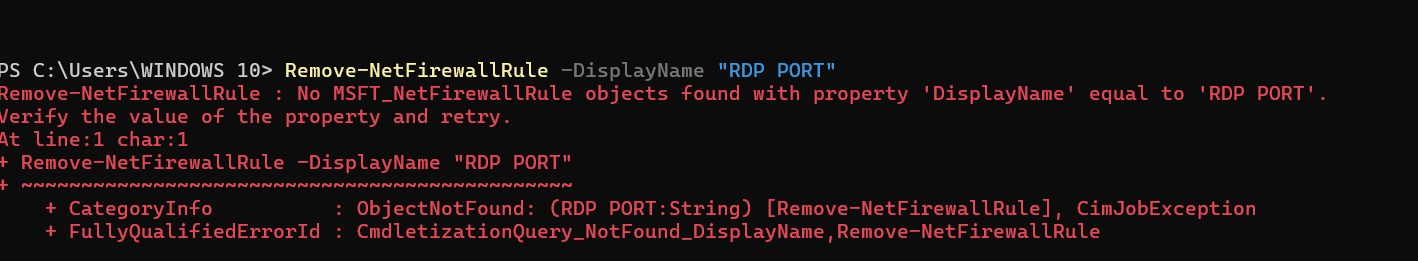 PS C:\Users\WINDOWS 10> Remove-NetFirewallRule -DisplayName "RDP PORT"
Remove-NetFirewallRule : No MSFT_NetFirewallRule objects found with property 'DisplayName' equal to 'RDP PORT'.
Verify the value of the property and retry.
At line:1 char:1
+ Remove-NetFirewallRule -DisplayName "RDP PORT"
+ ~~~~~~~~~~~~~~~~~~~~~~~~~~~~~~~~~~~~~~~~~~~~~~
    + CategoryInfo          : ObjectNotFound: (RDP PORT:String) [Remove-NetFirewallRule], CimJobException
    + FullyQualifiedErrorId : CmdletizationQuery_NotFound_DisplayName,Remove-NetFirewallRule